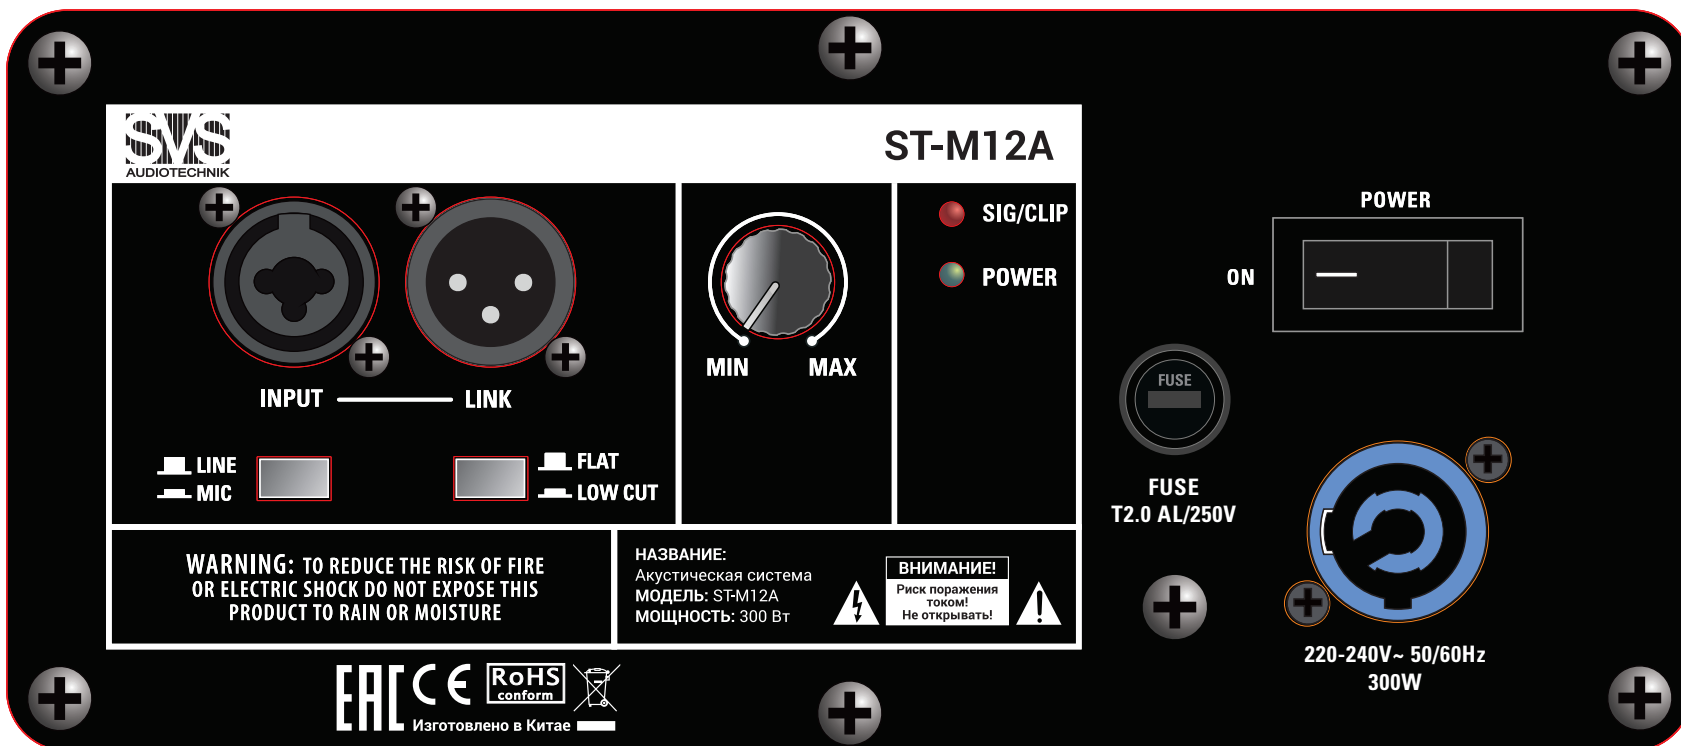 SVS
AUDIOTECHNIK
ST-M12A
INPUT
LINK
LINE
MIC
FLAT
LOW CUT
MIN
MAX
SIG/CLIP
POWER
WARNING: TO REDUCE THE RISK OF FIRE
OR ELECTRIC SHOCK DO NOT EXPOSE THIS
PRODUCT TO RAIN OR MOISTURE
НАЗВАНИЕ:
Акустическая система
МОДЕЛЬ: ST-M12A
МОЩНОСТЬ: 300 Вт
ВНИМАНИЕ!
Риск поражения
током!
Не открывать!
EAC CE
RoHS
conform
Изготовлено в Китае
POWER
ON
FUSE
FUSE
T2.0 AL/250V
220-240V~ 50/60Hz
300W